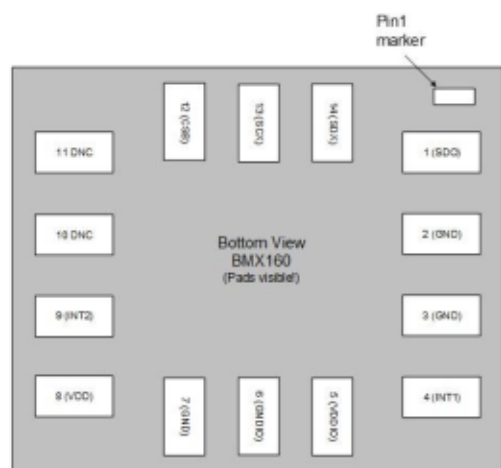 Pin1
marker
12 (CSB)
13 (SCX)
14 (SDX)
11 DNC
1 (SDO)
10 DNC
2 (GND)
Bottom View
BMX160
(Pads visible!)
9 (INT2)
3 (GND)
8 (VDD)
4 (INT1)
7 (GND)
6 (GNDIO)
5 (VDDIO)